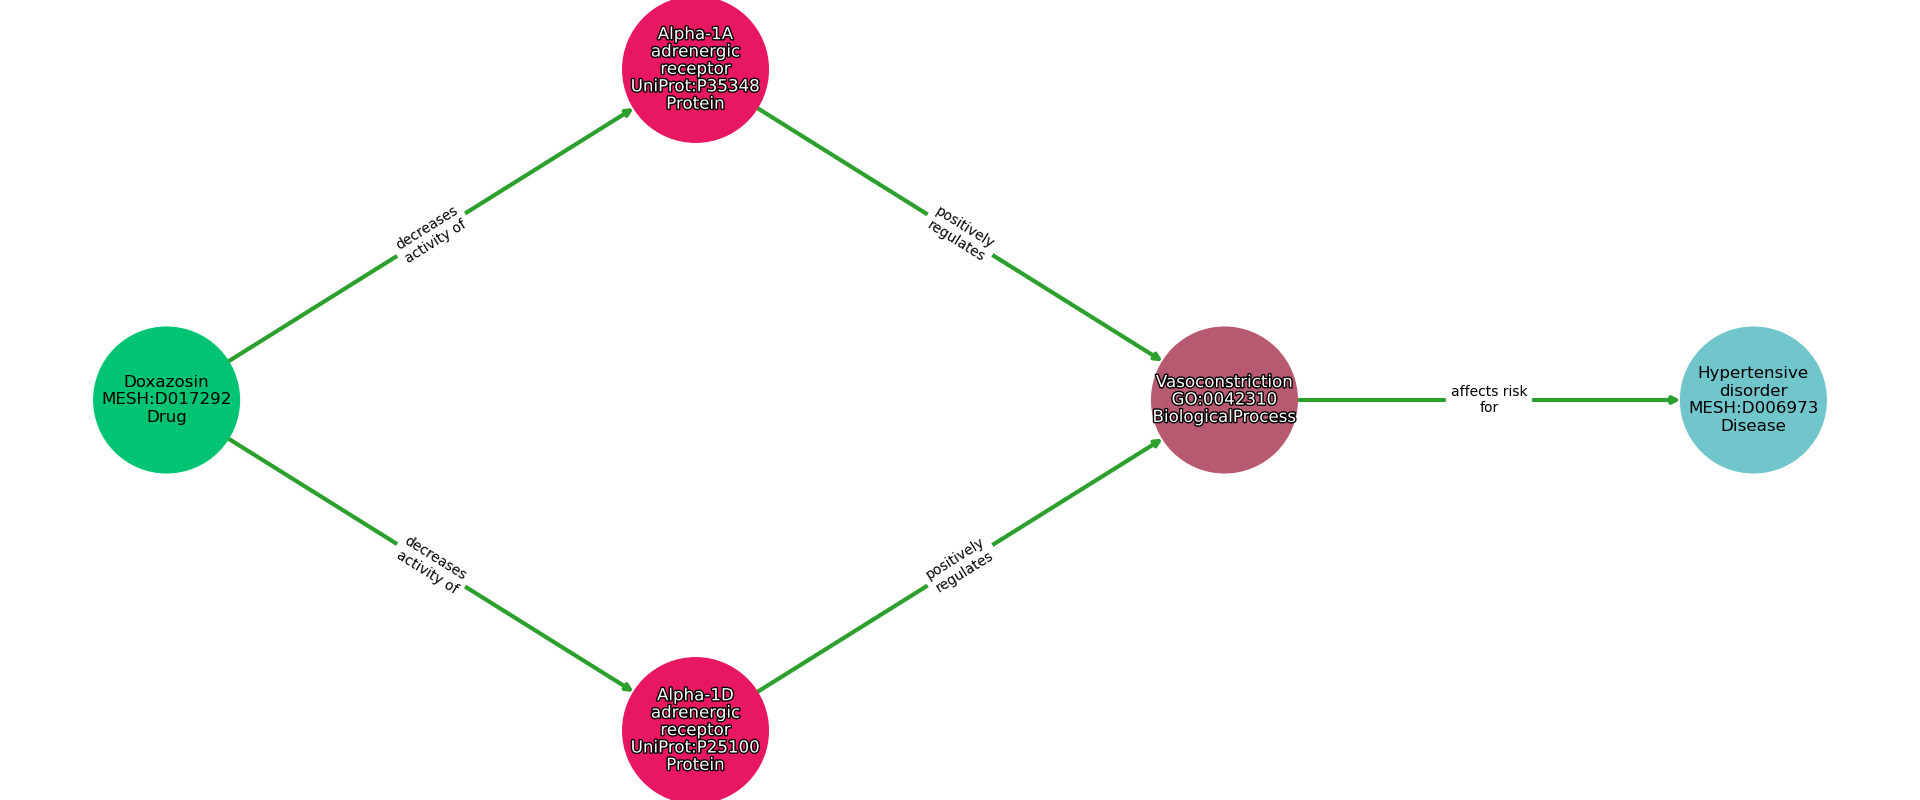 Alpha-1A
adrenergic
receptor
UniProt:P35348
Protein
decreases
activity of
positively
regulates
Doxazosin
MESH:D017292
Drug
Vasoconstriction
GO:0042310
BiologicalProcess
affects risk
for
Hypertensive
disorder
MESH:D006973
Disease
decreases
activity of
positively
regulates
Alpha-1D
adrenergic
receptor
UniProt:P25100
Protein